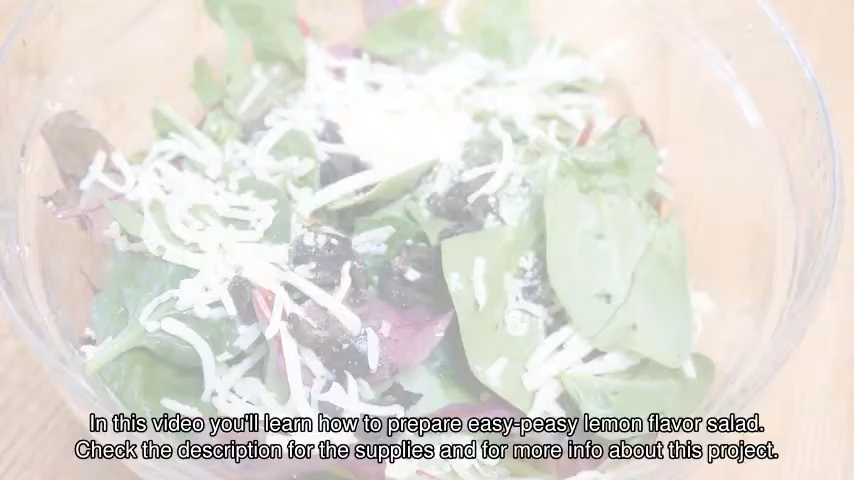 In this video you'll learn how to prepare easy-peasy lemon flavor salad.
Check the description for the supplies and for more info about this project.